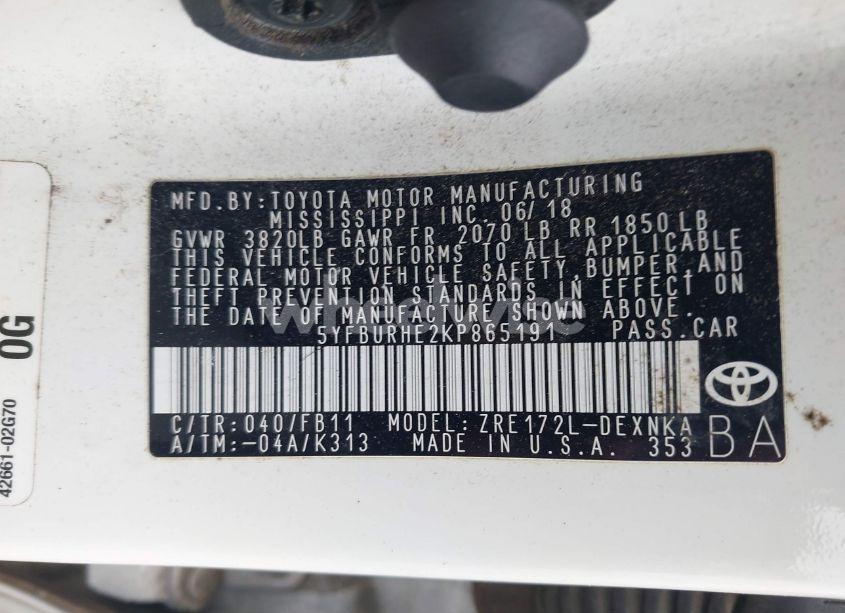 MFD.BY:TOYOTA MOTOR MANUFACTURING
MISSISSIPPI INC. 06/18
GVWR 3820LB GAWR FR 2070 LB RR 1850 LB
THIS VEHICLE CONFORMS TO ALL APPLICABLE
FEDERAL MOTOR VEHICLE SAFETY,BUMPER,AND
THEFT PREVENTION STANDARDS IN EFFECT ON
THE DATE OF MANUFACTURE SHOWN ABOVE.
5YFBURHE2KP865191 PASS.CAR
C/TR:040/FB11 MODEL:ZRE172L-DEXNKA
A/TM:-04A/K313 MADE IN U.S.A. 353
BA
0G
42661-02G70